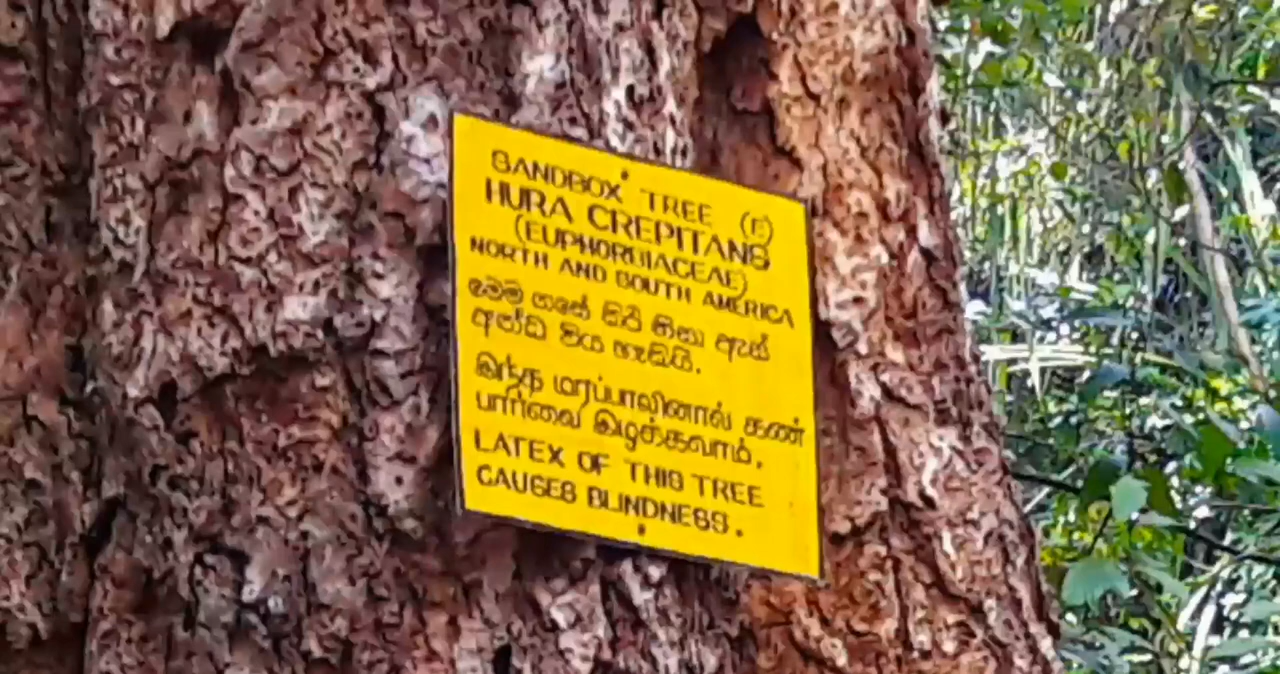 SANDBOX TREE (E)
HURA CREPITANS
(EUPHORBIACEAE)
NORTH AND SOUTH AMERICA
මෙම ගසේ කිරි නිසා ඇස්
අන්ධ විය හැකියි.
இந்த மரப்பாலினால் கண்
பார்வை இழக்கலாம்.
LATEX OF THIS TREE
CAUSES BLINDNESS.